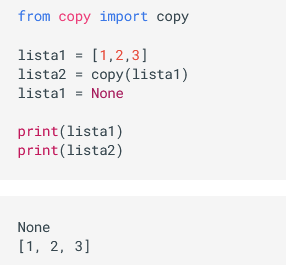 from copy import copy
lista1 = [1,2,3]
lista2 = copy(lista1)
lista1 = None
print(lista1)
print(lista2)
None
[1, 2, 3]